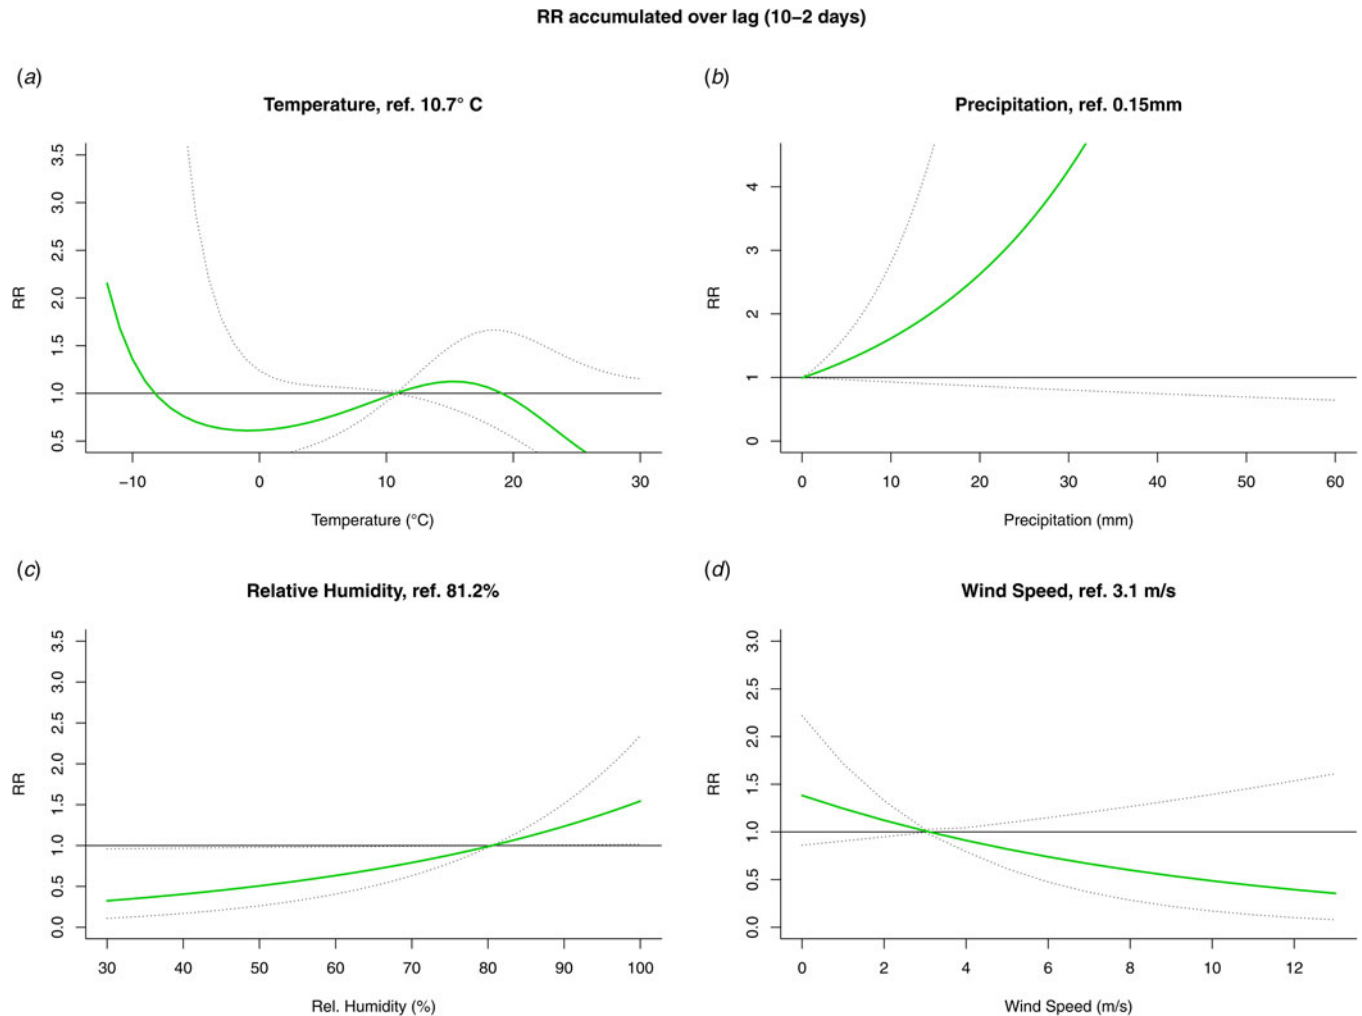 RR accumulated over lag (10–2 days)
(a)
Temperature, ref. 10.7° C
RR
3.5
3.0
2.5
2.0
1.5
1.0
0.5
−10 0 10 20 30
Temperature (°C)
(b)
Precipitation, ref. 0.15mm
RR
4
3
2
1
0
0 10 20 30 40 50 60
Precipitation (mm)
(c)
Relative Humidity, ref. 81.2%
RR
3.5
3.0
2.5
2.0
1.5
1.0
0.5
0.0
30 40 50 60 70 80 90 100
Rel. Humidity (%)
(d)
Wind Speed, ref. 3.1 m/s
RR
3.0
2.5
2.0
1.5
1.0
0.5
0.0
0 2 4 6 8 10 12
Wind Speed (m/s)